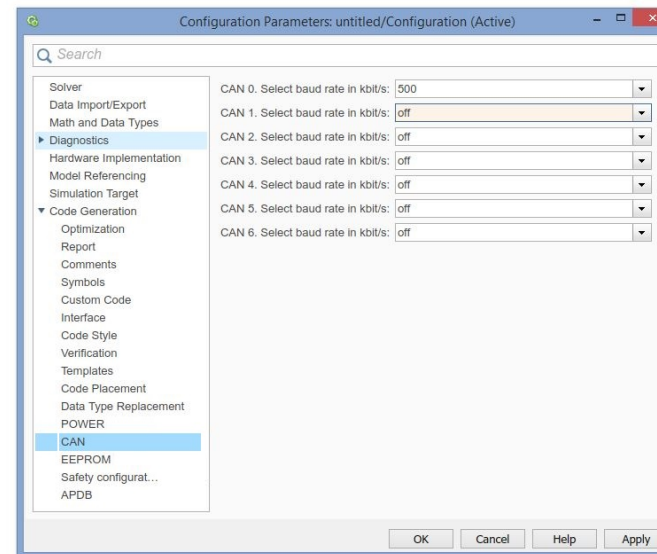 Configuration Parameters: untitled/Configuration (Active)
Search
Solver
Data Import/Export
Math and Data Types
Diagnostics
Hardware Implementation
Model Referencing
Simulation Target
Code Generation
Optimization
Report
Comments
Symbols
Custom Code
Interface
Code Style
Verification
Templates
Code Placement
Data Type Replacement
POWER
CAN
EEPROM
Safety configurat…
APDB
CAN 0. Select baud rate in kbit/s: 500
CAN 1. Select baud rate in kbit/s: off
CAN 2. Select baud rate in kbit/s: off
CAN 3. Select baud rate in kbit/s: off
CAN 4. Select baud rate in kbit/s: off
CAN 5. Select baud rate in kbit/s: off
CAN 6. Select baud rate in kbit/s: off
OK Cancel Help Apply